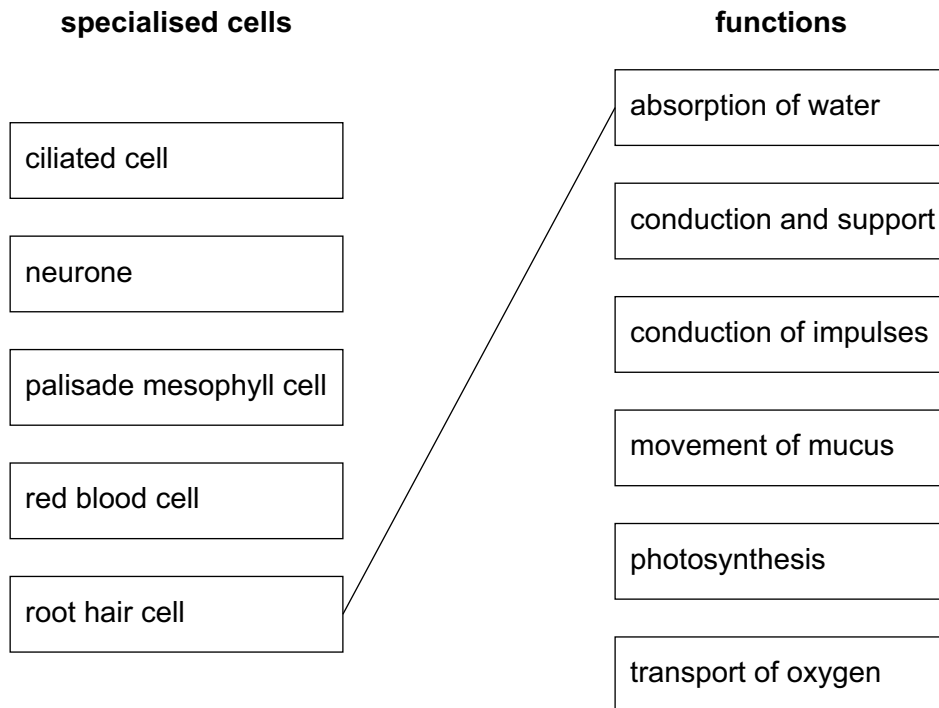 specialised cells
functions
ciliated cell
neurone
palisade mesophyll cell
red blood cell
root hair cell
absorption of water
conduction and support
conduction of impulses
movement of mucus
photosynthesis
transport of oxygen